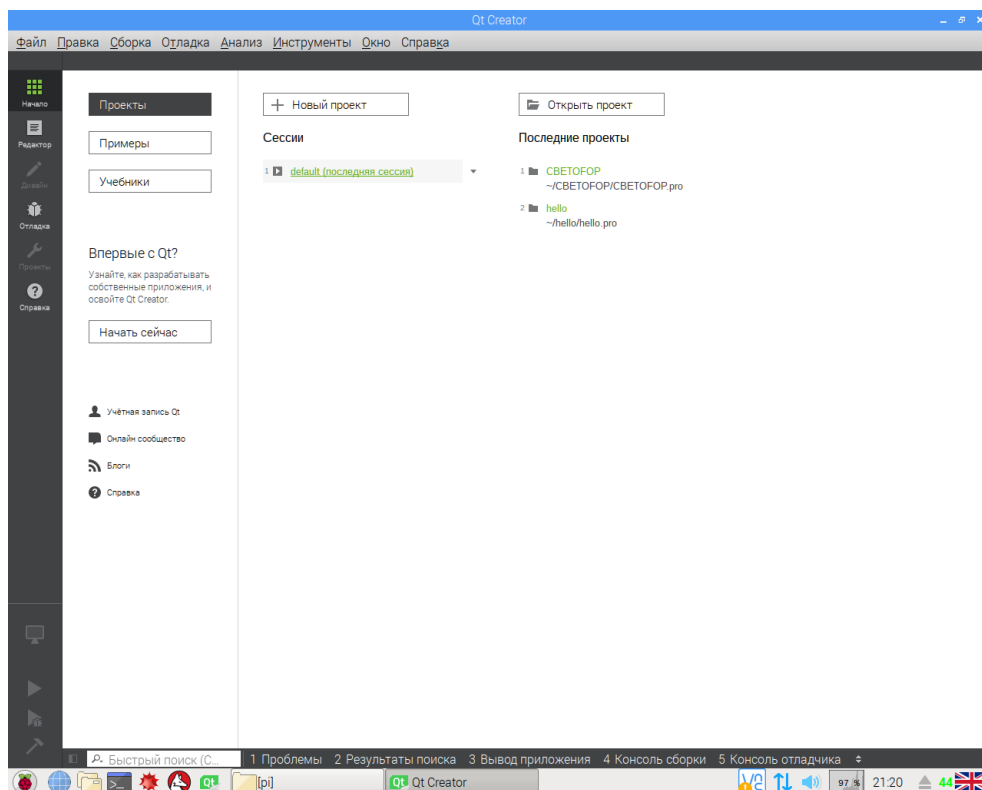 Qt Creator
Файл Правка Сборка Отладка Анализ Инструменты Окно Справка
Начало
Редактор
Дизайн
Отладка
Проекты
Справка
Проекты
Примеры
Учебники
Впервые с Qt?
Узнайте, как разрабатывать
собственные приложения, и
освойте Qt Creator.
Начать сейчас
Учётная запись Qt
Онлайн сообщество
Блоги
Справка
Новый проект
Сессии
1 default (последняя сессия)
Открыть проект
Последние проекты
1 СВЕТОFOP
~/СВЕТОFOP/СВЕТОFOP.pro
2 hello
~/hello/hello.pro
Быстрый поиск (С...
1 Проблемы 2 Результаты поиска 3 Вывод приложения 4 Консоль сборки 5 Консоль отладчика
[pi]
Qt Qt Creator
97 %
21:20
44